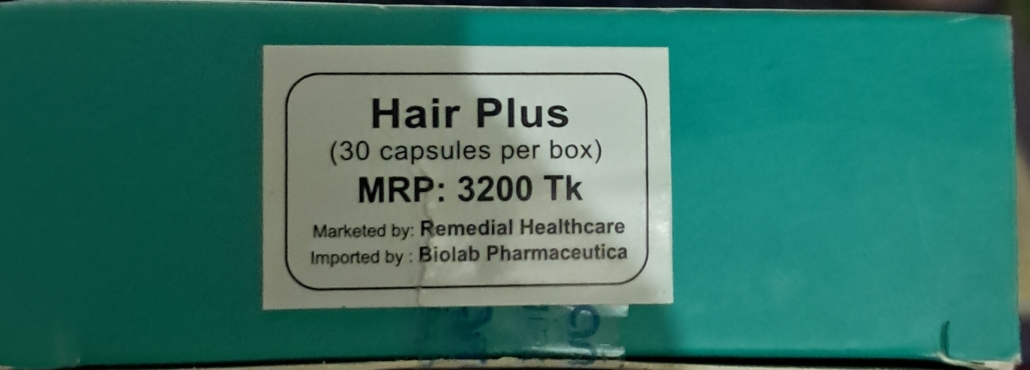 Hair Plus
(30 capsules per box)
MRP: 3200 Tk
Marketed by: Remedial Healthcare
Imported by : Biolab Pharmaceutica